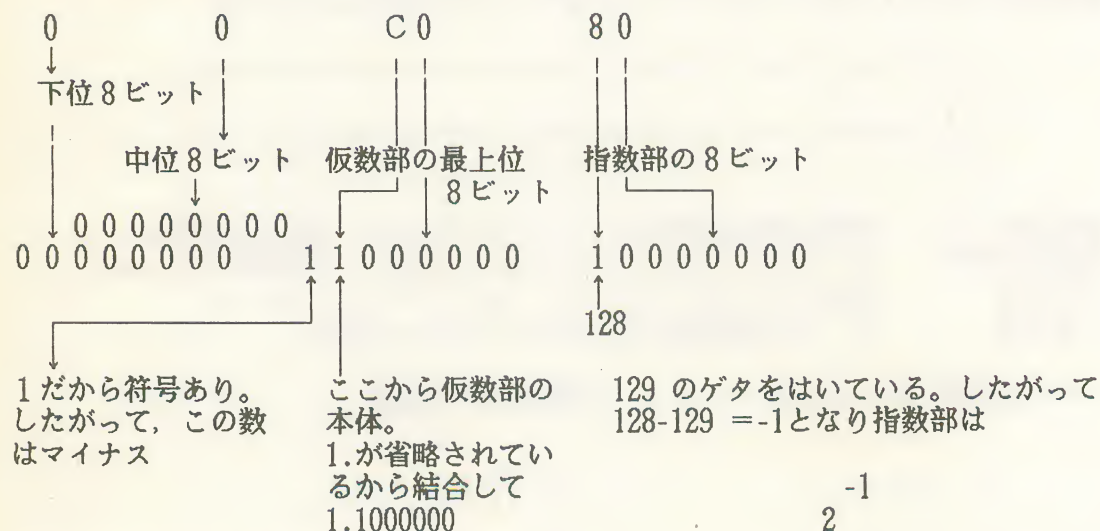 0 0 C0 80
下位8ビット
中位8ビット 仮数部の最上位 指数部の8ビット
8ビット
0 0 0 0 0 0 0 0
0 0 0 0 0 0 0 0 1 1 0 0 0 0 0 0 1 0 0 0 0 0 0 0
128
1だから符号あり。 ここから仮数部の 129 のゲタをはいている。したがって
したがって，この数 本体。 128-129 =-1となり指数部は
はマイナス 1.が省略されてい
るから結合して -1
1.1000000 2